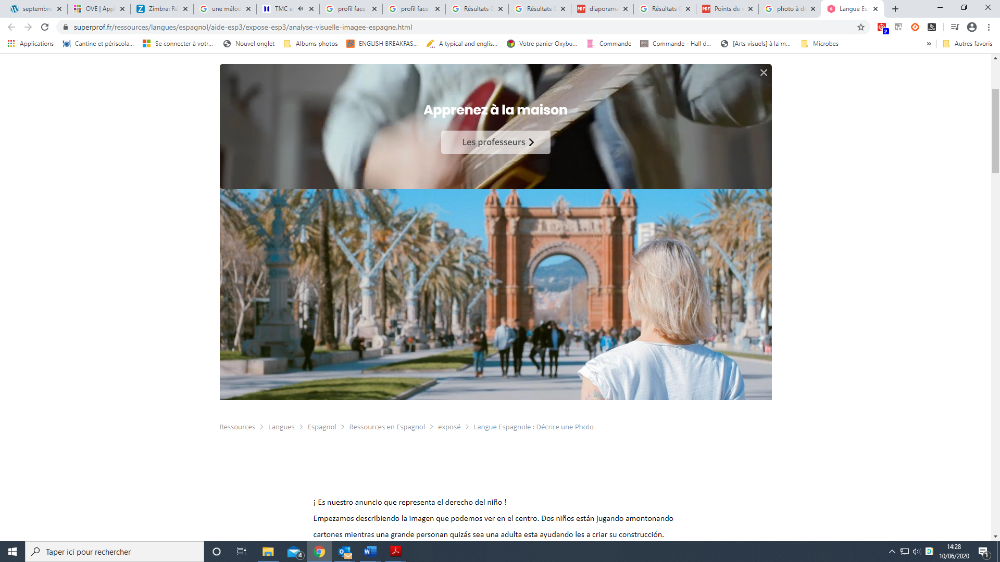 septembre
OVE | Appl
Zimbra: Ré
une mélod
TMC e
profil face
profil face
Résultats G
Résultats G
diaporama
Résultats G
Points de v
photo à dé
Langue Esp
superprof.fr/ressources/langues/espagnol/aide-esp3/expose-esp3/analyse-visuelle-imagee-espagne.html
2
Applications
Cantine et périscola...
Se connecter à votr...
Nouvel onglet
Albums photos
ENGLISH BREAKFAS...
A typical and englis...
Votre panier Oxybu...
Commande
Commande - Hall d...
[Arts visuels] à la m...
Microbes
»
Autres favoris
Apprenez à la maison
Les professeurs
Ressources > Langues > Espagnol > Ressources en Espagnol > exposé > Langue Espagnole : Décrire une Photo
¡ Es nuestro anuncio que representa el derecho del niño !
Empezamos describiendo la imagen que podemos ver en el centro. Dos niños están jugando amontonando
cartones mientras una grande personan quizás sea una adulta esta ayudando les a criar su construcción.
Taper ici pour rechercher
4
14:28
10/06/2020
1